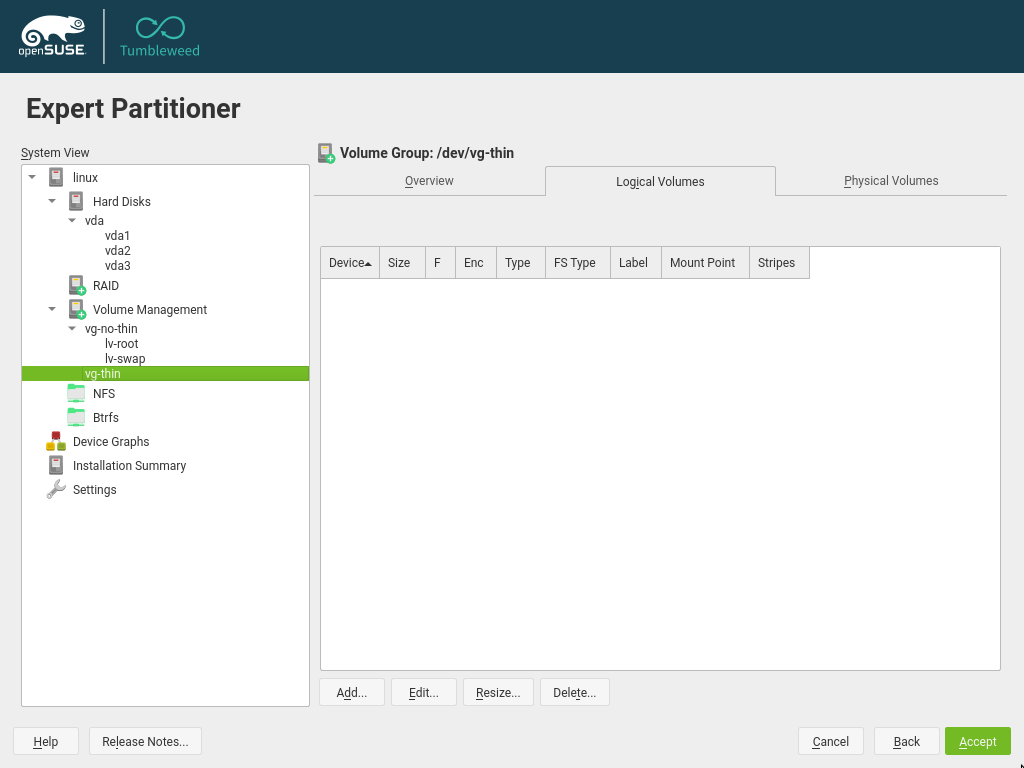 openSUSE
Tumbleweed
Expert Partitioner
System View
linux
Hard Disks
vda
vda1
vda2
vda3
RAID
Volume Management
vg-no-thin
lv-root
lv-swap
vg-thin
NFS
Btrfs
Device Graphs
Installation Summary
Settings
Volume Group: /dev/vg-thin
Overview Logical Volumes Physical Volumes
Device Size F Enc Type FS Type Label Mount Point Stripes
Add... Edit... Resize... Delete...
Help Release Notes... Cancel Back Accept